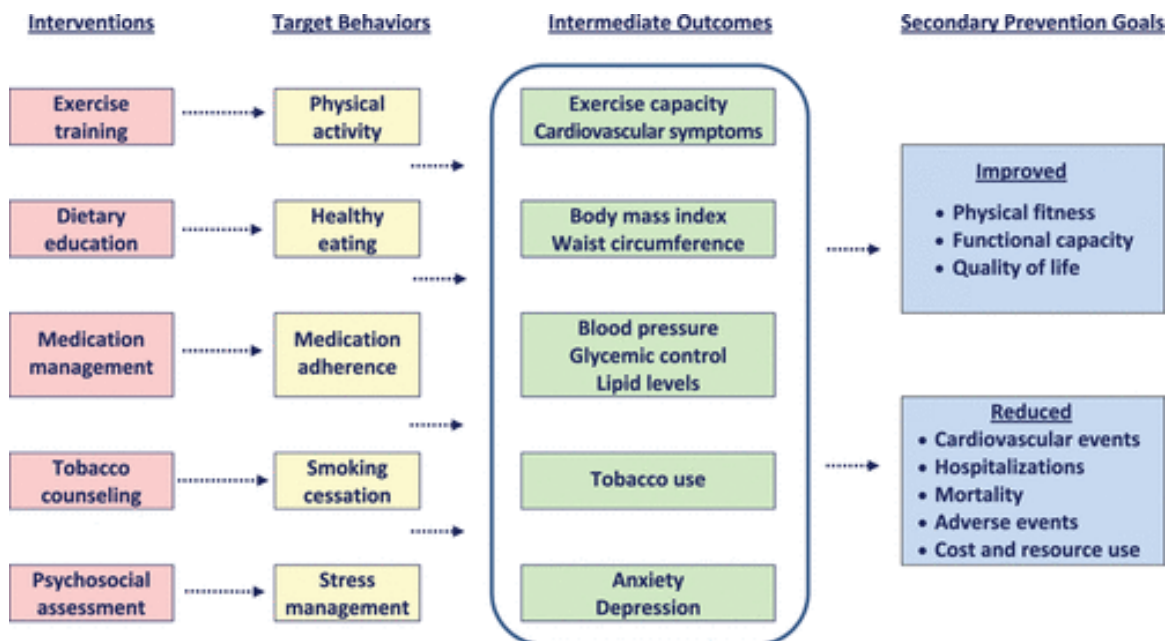 Interventions
Target Behaviors
Intermediate Outcomes
Secondary Prevention Goals
Exercise
training
Physical
activity
Exercise capacity
Cardiovascular symptoms
Dietary
education
Healthy
eating
Body mass index
Waist circumference
Medication
management
Medication
adherence
Blood pressure
Glycemic control
Lipid levels
Tobacco
counseling
Smoking
cessation
Tobacco use
Psychosocial
assessment
Stress
management
Anxiety
Depression
Improved
• Physical fitness
• Functional capacity
• Quality of life
Reduced
• Cardiovascular events
• Hospitalizations
• Mortality
• Adverse events
• Cost and resource use